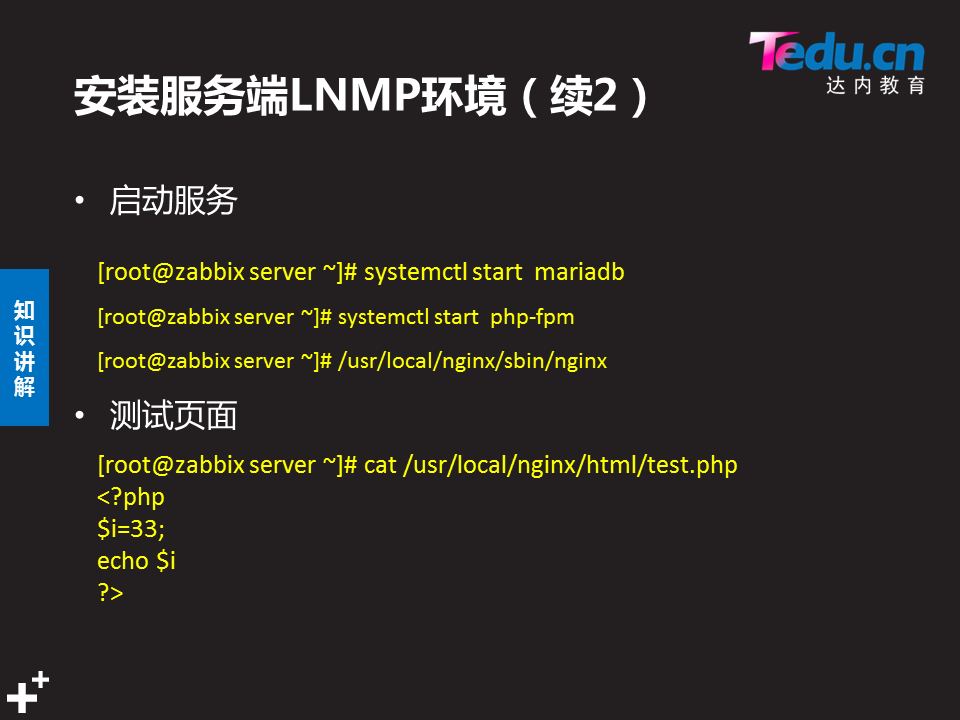 Tedu.cn
达内教育
安装服务端LNMP环境（续2）
• 启动服务
[root@zabbix server ~]# systemctl start  mariadb
[root@zabbix server ~]# systemctl start  php-fpm
[root@zabbix server ~]# /usr/local/nginx/sbin/nginx
知
识
讲
解
• 测试页面
[root@zabbix server ~]# cat /usr/local/nginx/html/test.php
<?php
$i=33;
echo $i
?>